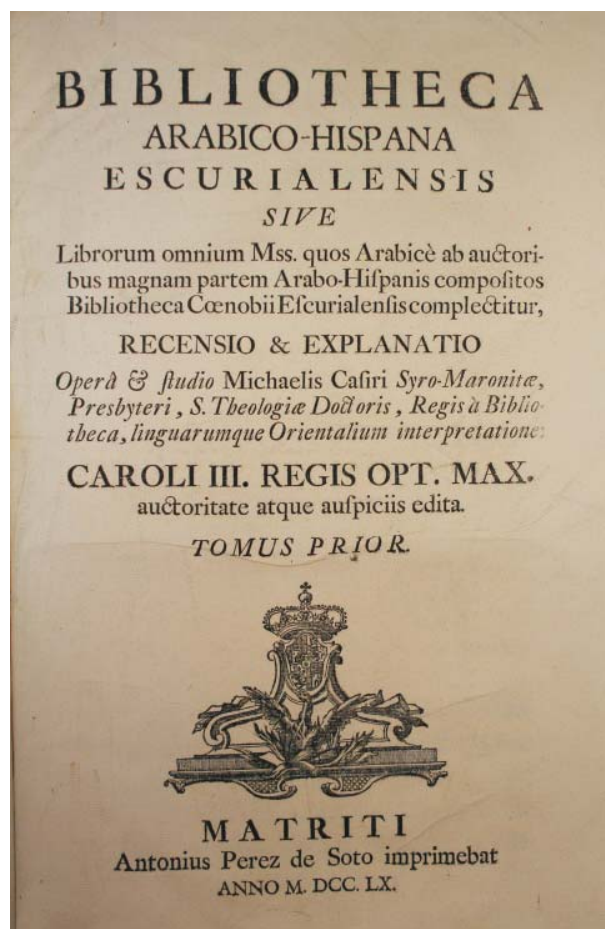 BIBLIOTHECA
ARABICO-HISPANA
ESCURIALENSIS
SIVE
Librorum omnium Mss. quos Arabicè ab auctori-
bus magnam partem Arabo-Hiſpanis compoſitos
Bibliotheca Cœnobii Eſcurialenſis complectitur,
RECENSIO & EXPLANATIO
Operâ & ſtudio Michaelis Caſiri Syro-Maronitæ,
Presbyteri, S. Theologiæ Doctoris, Regis à Biblio-
theca, linguarumque Orientalium interpretatione:
CAROLI III. REGIS OPT. MAX.
auctoritate atque auſpiciis edita.
TOMUS PRIOR.
MATRITI
Antonius Perez de Soto imprimebat
ANNO M. DCC. LX.